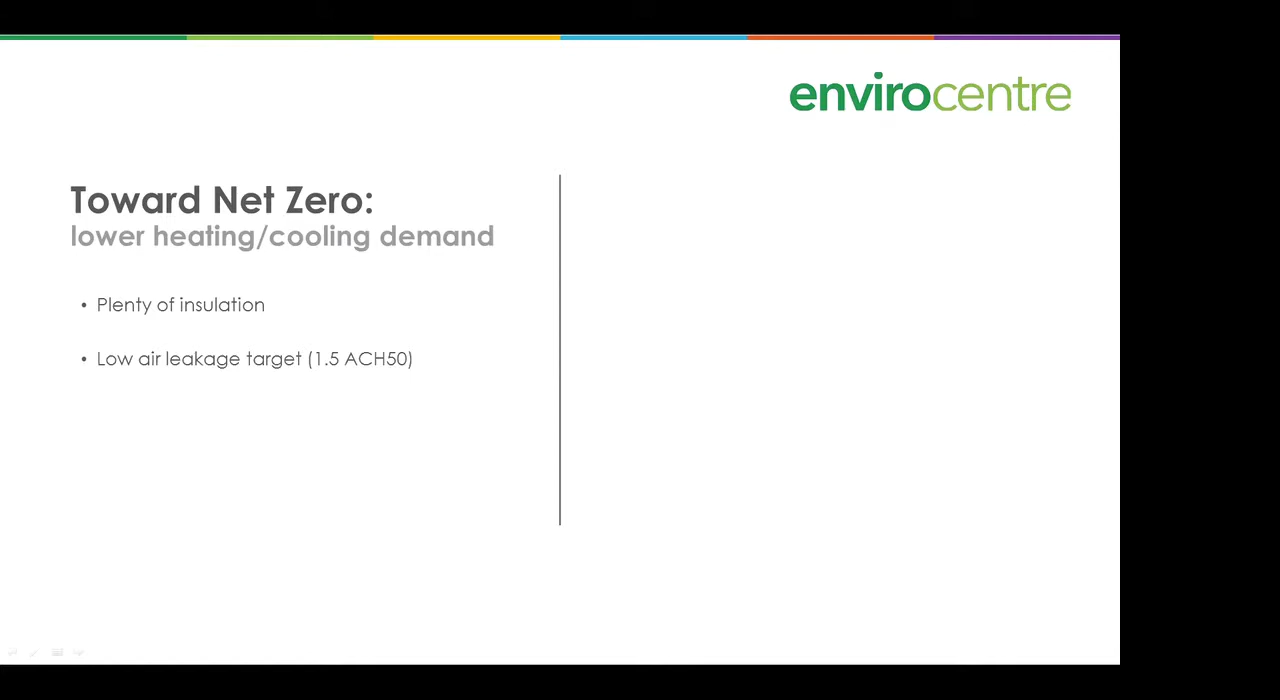 envirocentre
Toward Net Zero:
lower heating/cooling demand
• Plenty of insulation
• Low air leakage target (1.5 ACH50)